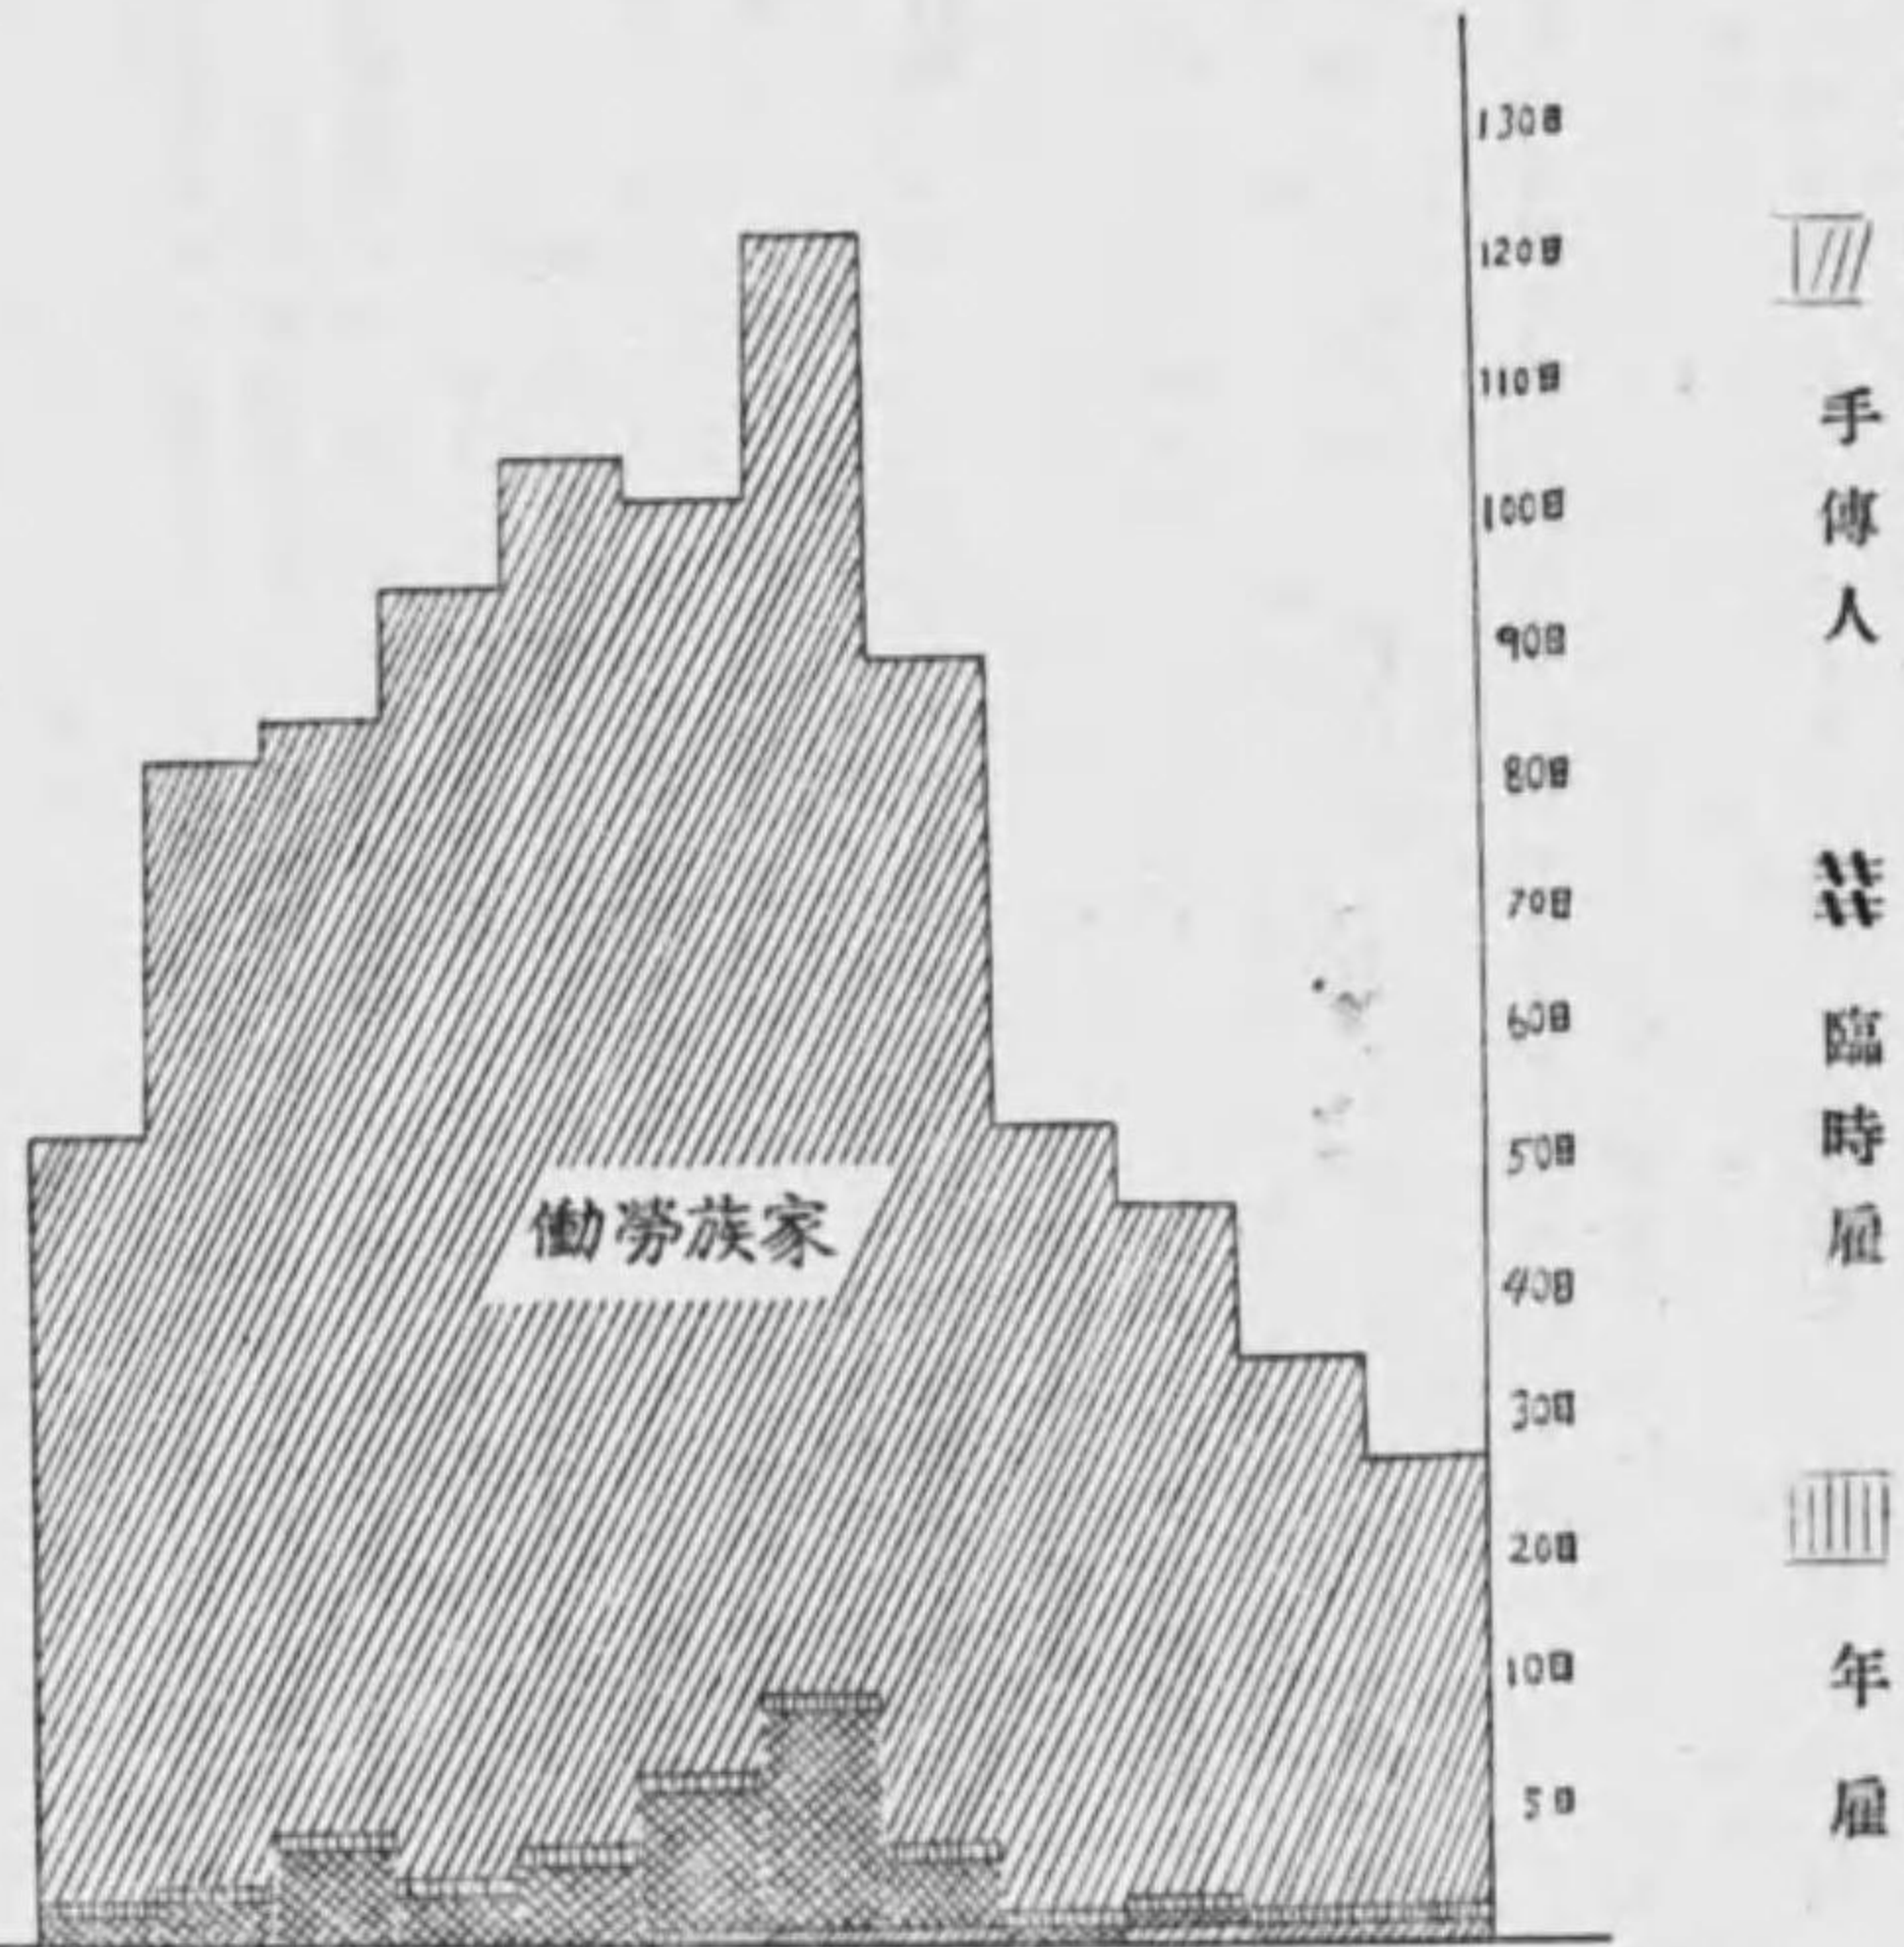 130日
120日
110日
100日
90日
80日
70日
60日
50日
40日
30日
20日
10日
5日
働勞族家
手傳人
臨時雇
年雇